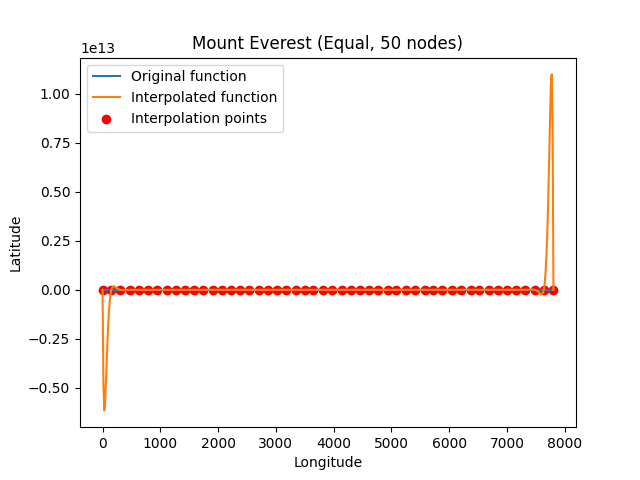 Mount Everest (Equal, 50 nodes)
1e13
Original function
Interpolated function
Interpolation points
1.00
0.75
0.50
0.25
0.00
−0.25
−0.50
Latitude
0 1000 2000 3000 4000 5000 6000 7000 8000
Longitude